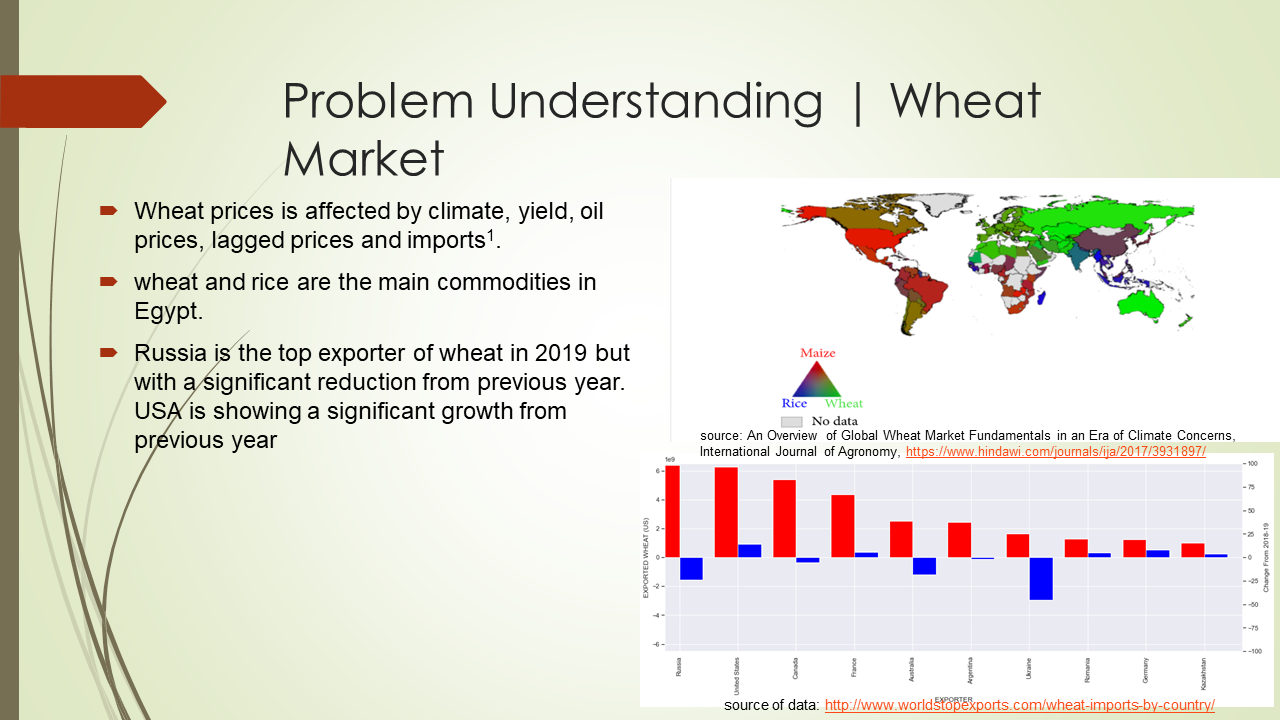 Problem Understanding | Wheat
Market
Wheat prices is affected by climate, yield, oil
prices, lagged prices and imports¹.
wheat and rice are the main commodities in
Egypt.
Russia is the top exporter of wheat in 2019 but
with a significant reduction from previous year.
USA is showing a significant growth from
previous year
Maize
Rice Wheat
No data
source: An Overview of Global Wheat Market Fundamentals in an Era of Climate Concerns,
International Journal of Agronomy, https://www.hindawi.com/journals/ija/2017/3931897/
1e9
6
4
2
0
−2
−4
−6
EXPORTED WHEAT (US)
100
75
50
25
0
−25
−50
−75
−100
Change From 2018-19
Russia
United States
Canada
France
Australia
Argentina
Ukraine
Romania
Germany
Kazakhstan
EXPORTER
source of data: http://www.worldstopexports.com/wheat-imports-by-country/